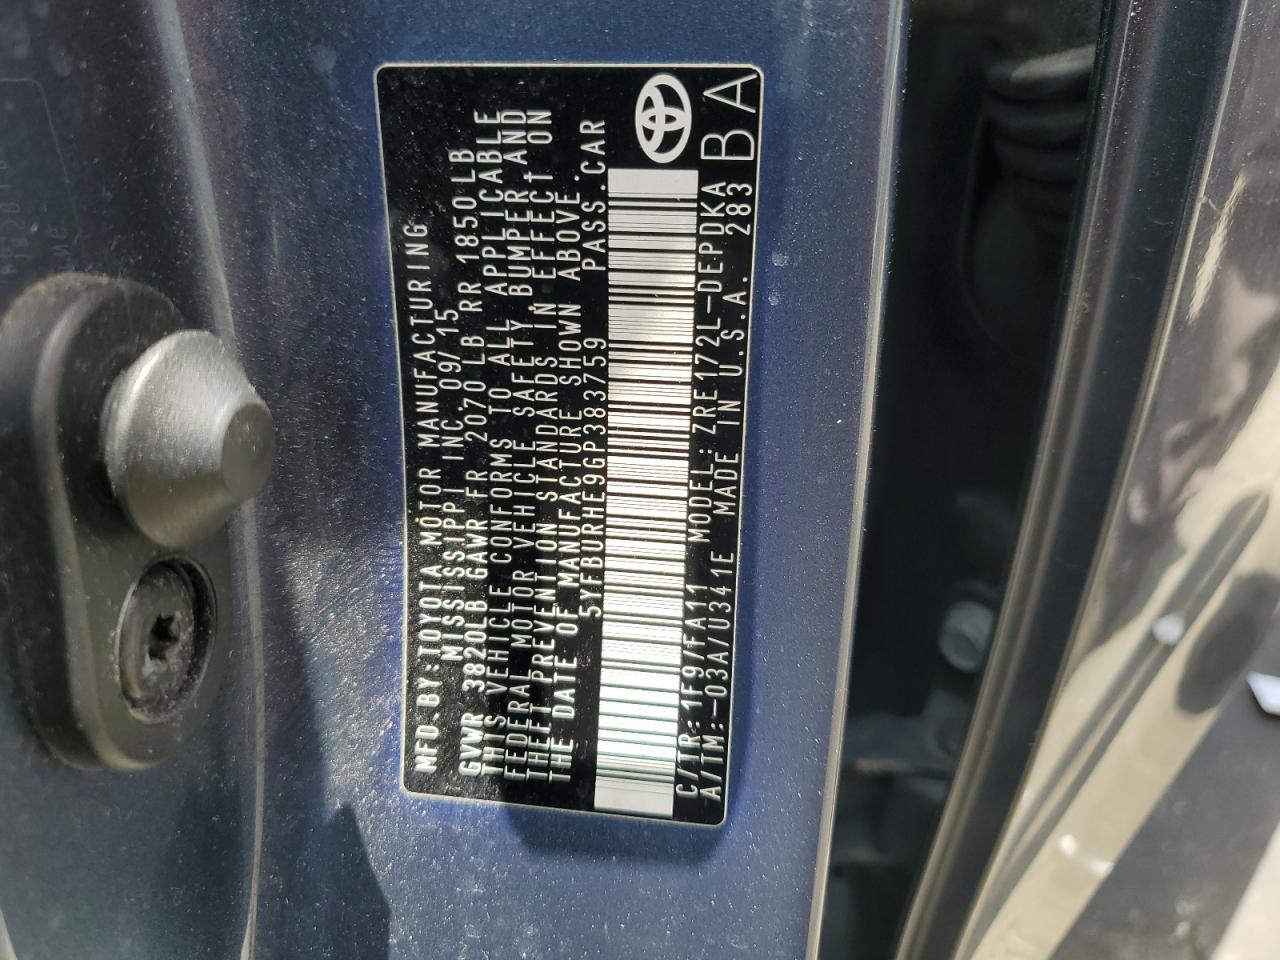 MFD.BY:TOYOTA MOTOR MANUFACTURING
MISSISSIPPI INC.09/15
GVWR 3820LB GAWR FR 2070 LB RR 1850 LB
THIS VEHICLE CONFORMS TO ALL APPLICABLE
FEDERAL MOTOR VEHICLE SAFETY BUMPER AND
THEFT PREVENTION STANDARDS IN EFFECT ON
THE DATE OF MANUFACTURE SHOWN ABOVE.
5YFBURHE9GP383759 PASS.CAR
C/TR:1F9/FA11 MODEL:ZRE172L-DEPDKA
A/TM:-03A/U341E MADE IN U.S.A. 283
BA